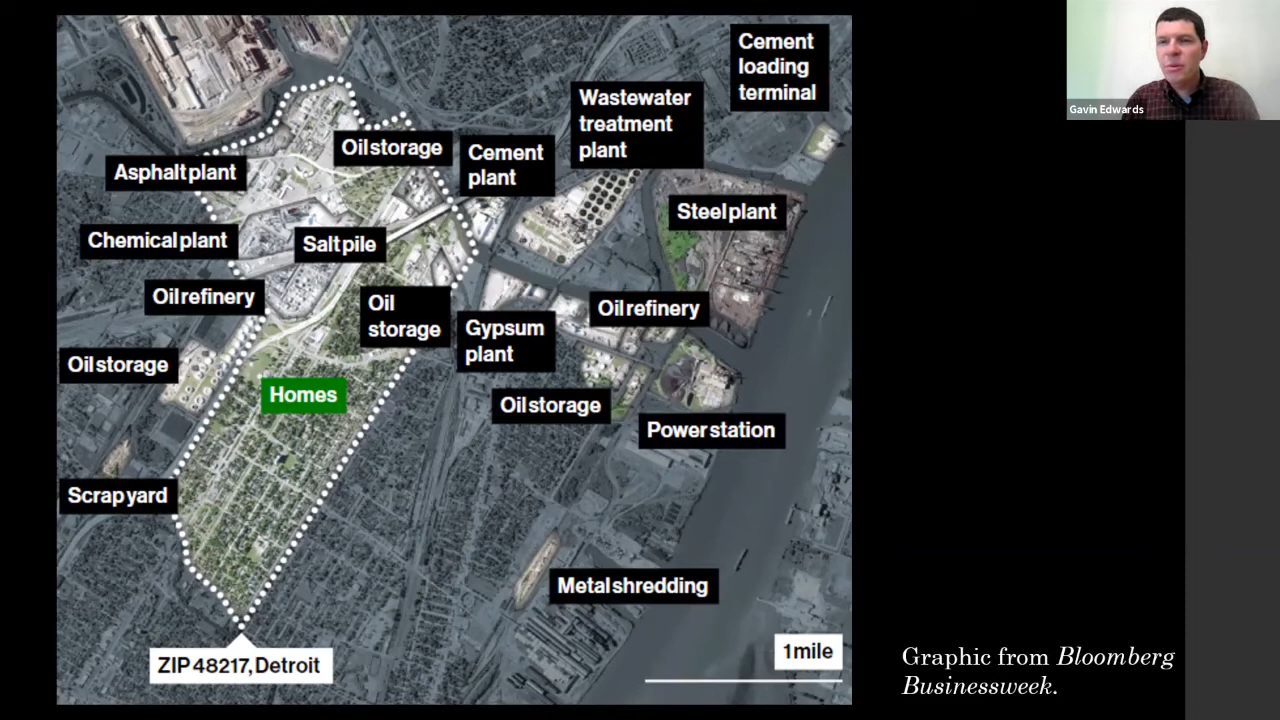 Cement
loading
terminal
Gavin Edwards
Wastewater
treatment
plant
Oil storage
Cement
plant
Asphalt plant
Steel plant
Chemical plant
Salt pile
Oil refinery
Oil
storage
Oil refinery
Gypsum
plant
Oil storage
Homes
Oil storage
Power station
Scrap yard
Metal shredding
1 mile
ZIP 48217, Detroit
Graphic from Bloomberg
Businessweek.